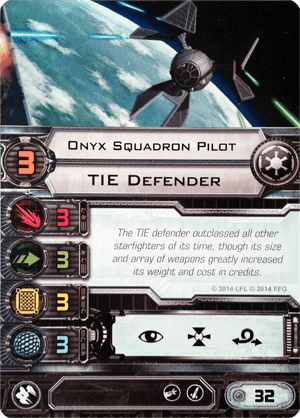 Onyx Squadron Pilot
3
TIE Defender
3
3
3
3
The TIE defender outclassed all other
starfighters of its time, though its size
and array of weapons greatly increased
its weight and cost in credits.
© 2014 LFL © 2014 FFG
32